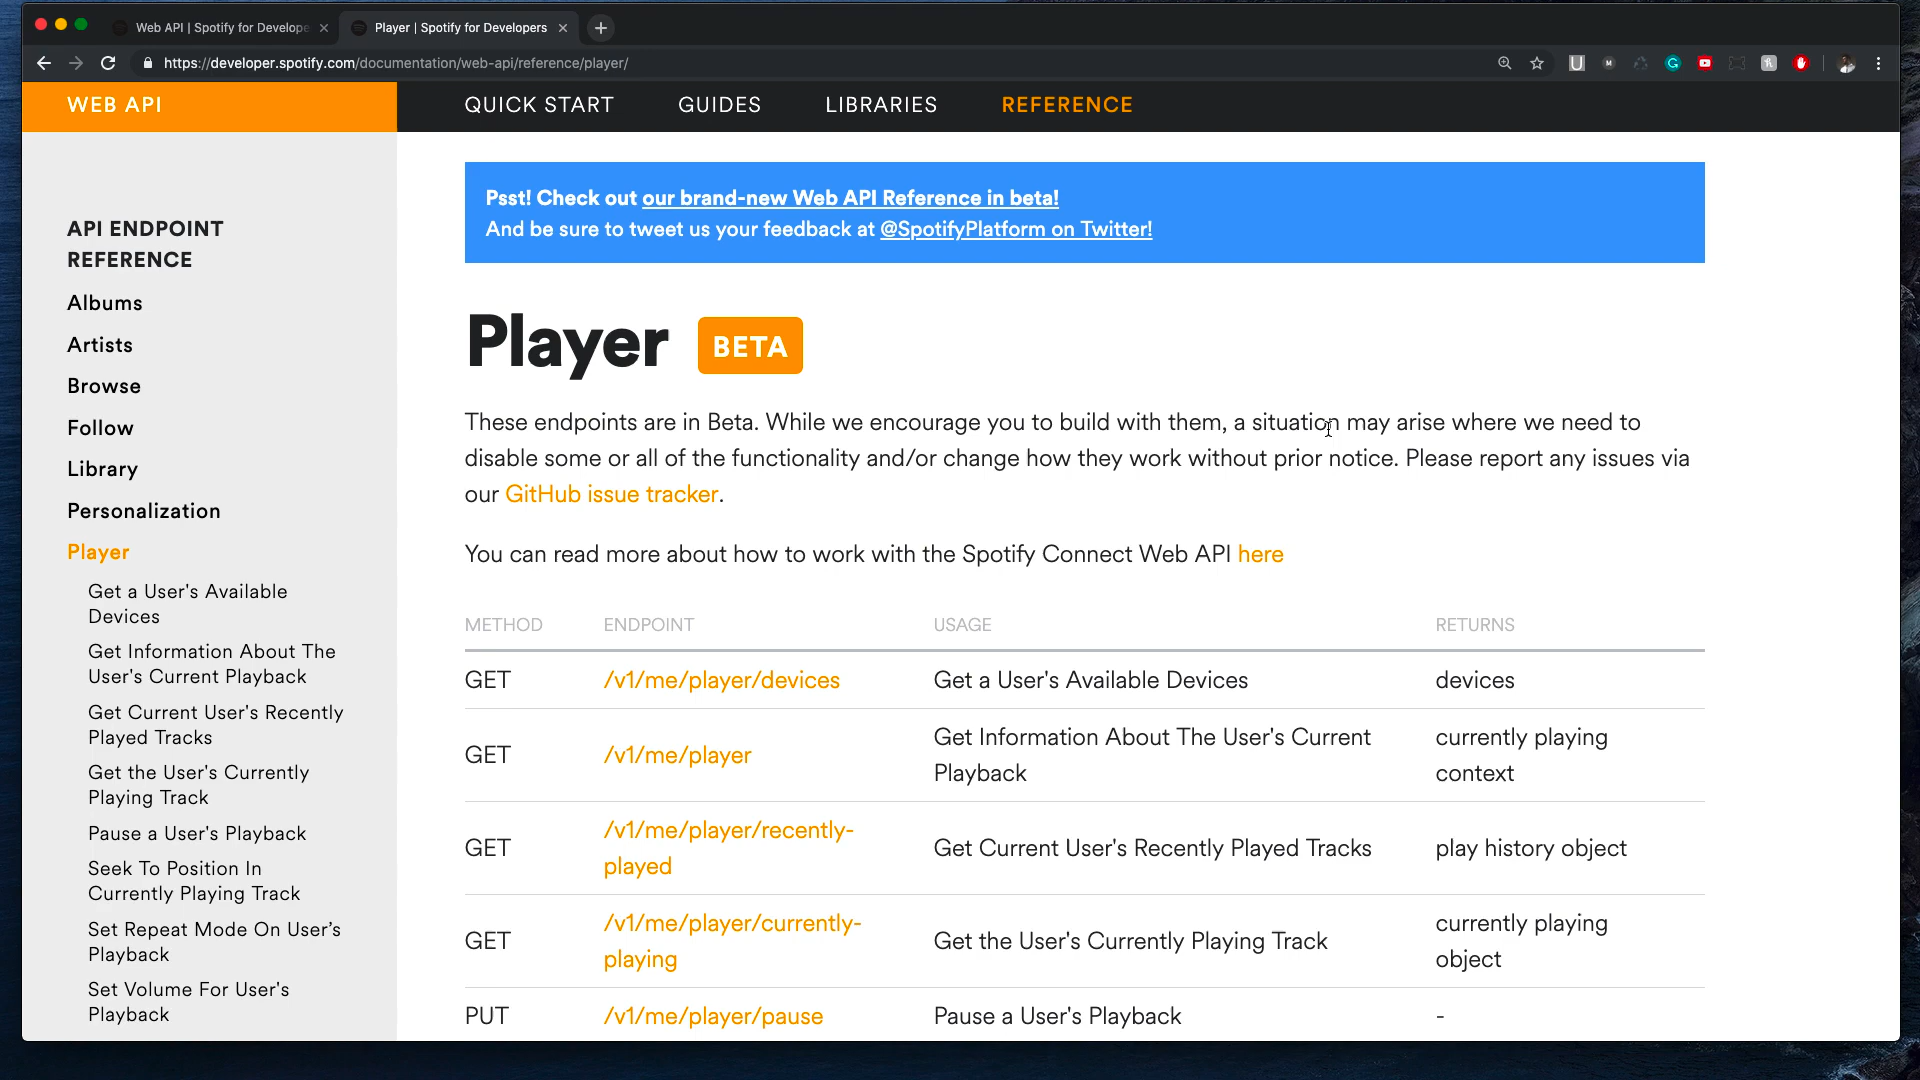 Web API | Spotify for Develope
Player | Spotify for Developers
https://developer.spotify.com/documentation/web-api/reference/player/
WEB API
QUICK START
GUIDES
LIBRARIES
REFERENCE
API ENDPOINT
REFERENCE
Albums
Artists
Browse
Follow
Library
Personalization
Player
Get a User's Available
Devices
Get Information About The
User's Current Playback
Get Current User's Recently
Played Tracks
Get the User's Currently
Playing Track
Pause a User's Playback
Seek To Position In
Currently Playing Track
Set Repeat Mode On User’s
Playback
Set Volume For User's
Playback
Psst! Check out our brand-new Web API Reference in beta!
And be sure to tweet us your feedback at @SpotifyPlatform on Twitter!
Player BETA
These endpoints are in Beta. While we encourage you to build with them, a situation may arise where we need to
disable some or all of the functionality and/or change how they work without prior notice. Please report any issues via
our GitHub issue tracker.
You can read more about how to work with the Spotify Connect Web API here
METHOD ENDPOINT USAGE RETURNS
GET /v1/me/player/devices Get a User's Available Devices devices
GET /v1/me/player Get Information About The User's Current
Playback currently playing
context
GET /v1/me/player/recently-
played Get Current User's Recently Played Tracks play history object
GET /v1/me/player/currently-
playing Get the User's Currently Playing Track currently playing
object
PUT /v1/me/player/pause Pause a User's Playback -